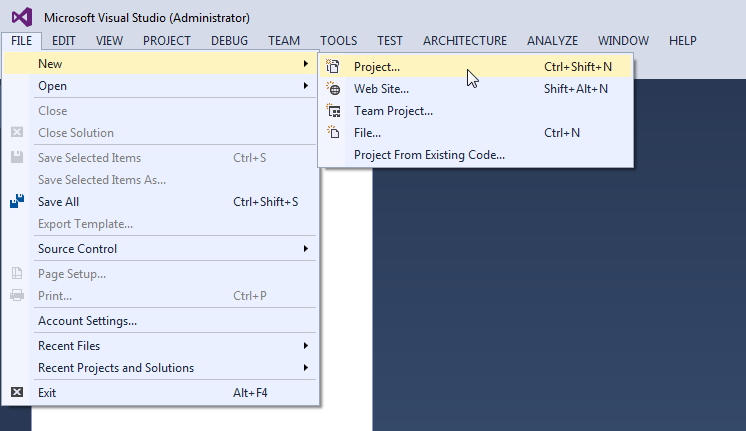 Microsoft Visual Studio (Administrator)
FILE EDIT VIEW PROJECT DEBUG TEAM TOOLS TEST ARCHITECTURE ANALYZE WINDOW HELP
New
Open
Close
Close Solution
Save Selected Items Ctrl+S
Save Selected Items As...
Save All Ctrl+Shift+S
Export Template...
Source Control
Page Setup...
Print... Ctrl+P
Account Settings...
Recent Files
Recent Projects and Solutions
Exit Alt+F4
Project... Ctrl+Shift+N
Web Site... Shift+Alt+N
Team Project...
File... Ctrl+N
Project From Existing Code...